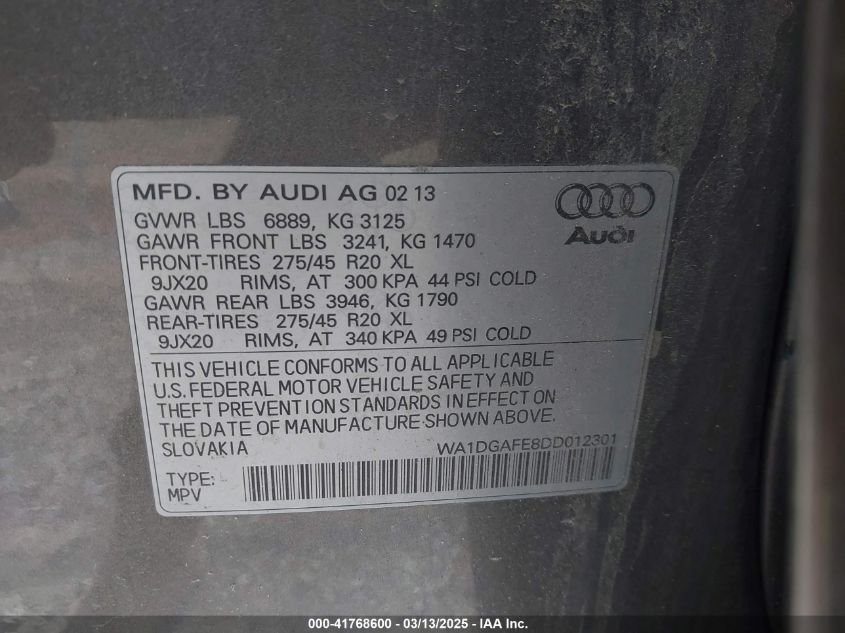 MFD. BY AUDI AG 02 13
GVWR LBS 6889, KG 3125
GAWR FRONT LBS 3241, KG 1470
FRONT-TIRES 275/45 R20 XL
9JX20 RIMS, AT 300 KPA 44 PSI COLD
GAWR REAR LBS 3946, KG 1790
REAR-TIRES 275/45 R20 XL
9JX20 RIMS, AT 340 KPA 49 PSI COLD
Audi
THIS VEHICLE CONFORMS TO ALL APPLICABLE
U.S. FEDERAL MOTOR VEHICLE SAFETY AND
THEFT PREVENTION STANDARDS IN EFFECT ON
THE DATE OF MANUFACTURE SHOWN ABOVE.
SLOVAKIA WA1DGAFE8DD012301
TYPE:
MPV
000-41768600 - 03/13/2025 - IAA Inc.